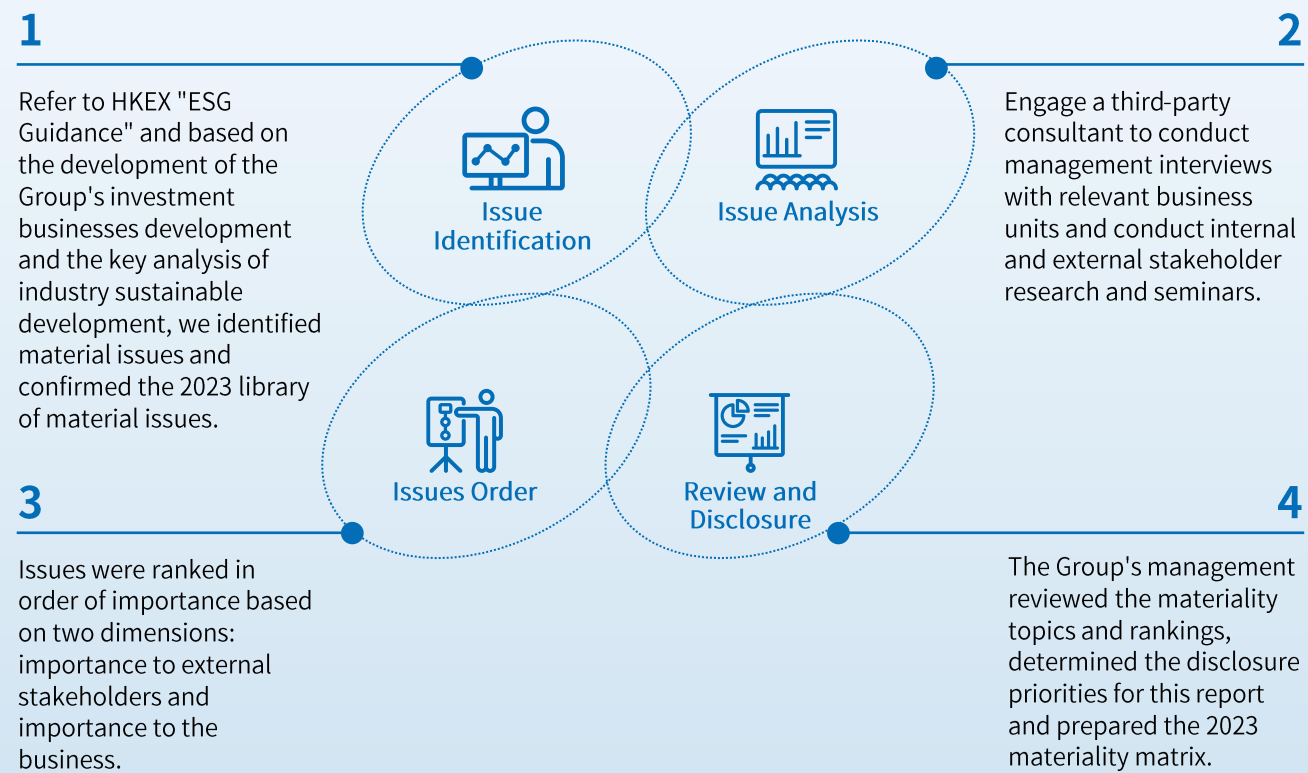 1
Refer to HKEX "ESG
Guidance" and based on
the development of the
Group's investment
businesses development
and the key analysis of
industry sustainable
development, we identified
material issues and
confirmed the 2023 library
of material issues.
Issue
Identification
2
Engage a third-party
consultant to conduct
management interviews
with relevant business
units and conduct internal
and external stakeholder
research and seminars.
Issue Analysis
3
Issues were ranked in
order of importance based
on two dimensions:
importance to external
stakeholders and
importance to the
business.
Issues Order
4
The Group's management
reviewed the materiality
topics and rankings,
determined the disclosure
priorities for this report
and prepared the 2023
materiality matrix.
Review and
Disclosure